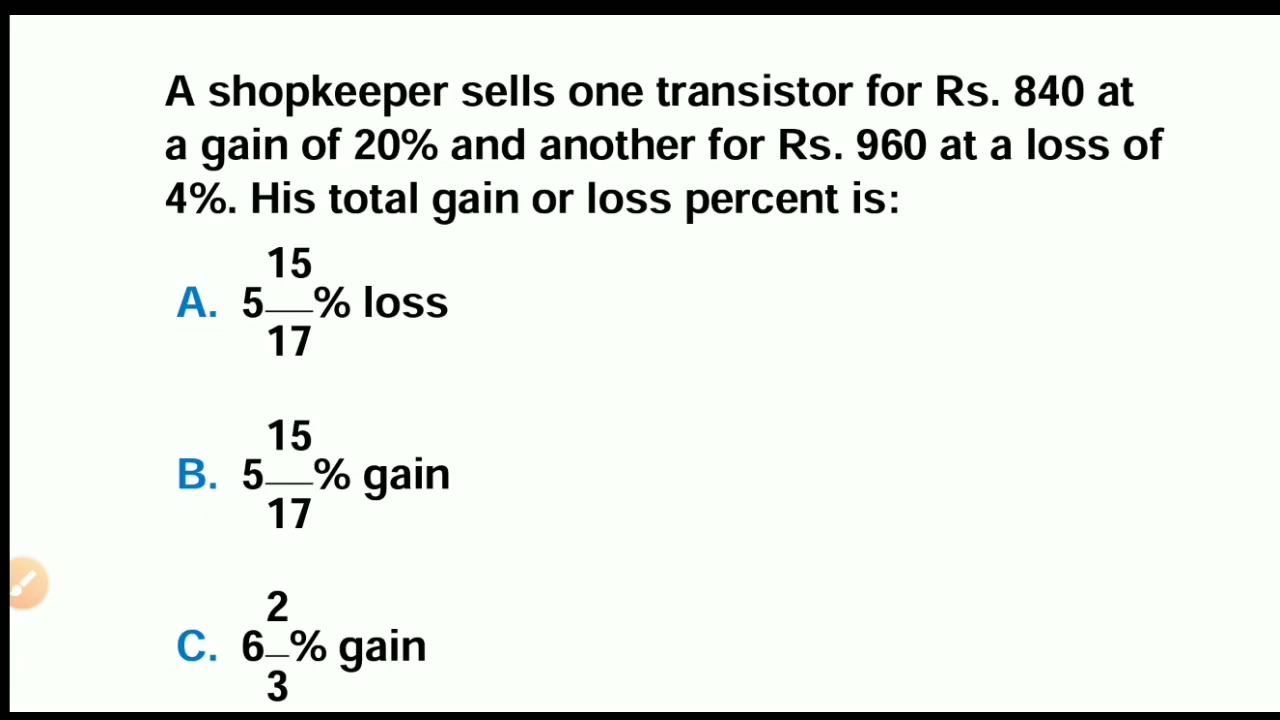 A shopkeeper sells one transistor for Rs. 840 at
a gain of 20% and another for Rs. 960 at a loss of
4%. His total gain or loss percent is:
15
A. 5—% loss
17
15
B. 5—% gain
17
2
C. 6—% gain
3